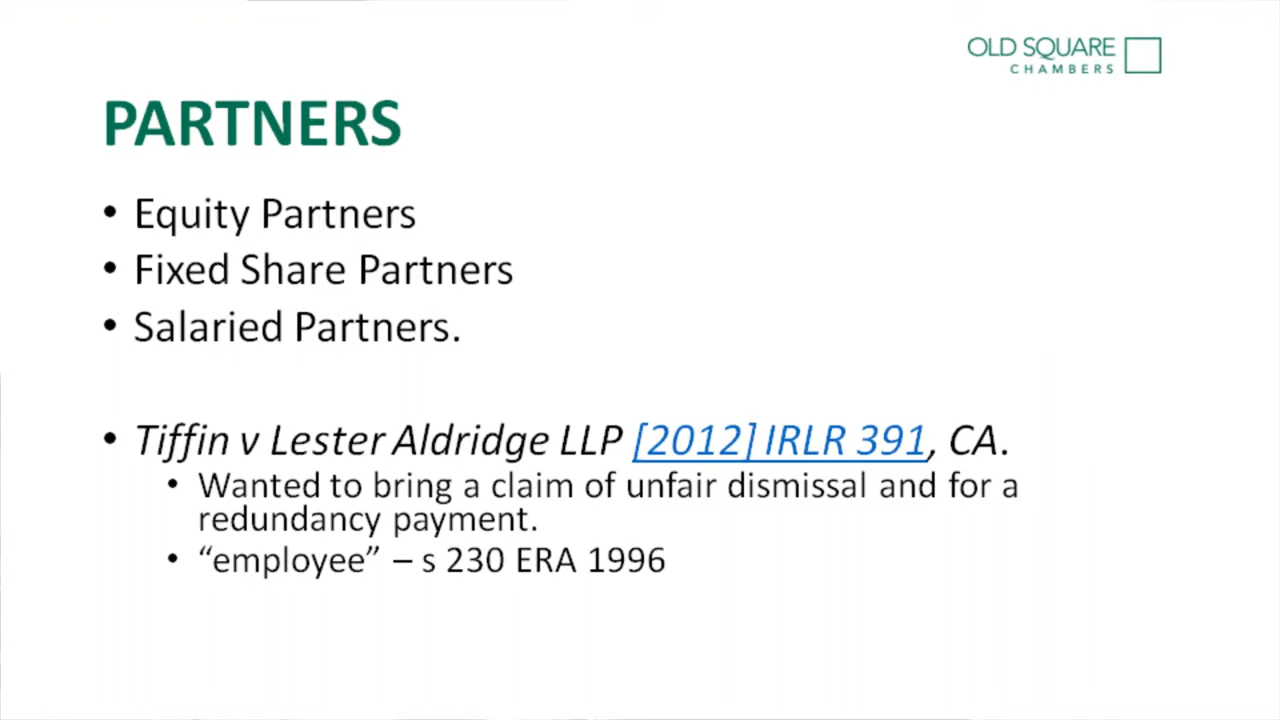 OLD SQUARE
CHAMBERS
PARTNERS
• Equity Partners
• Fixed Share Partners
• Salaried Partners.
• Tiffin v Lester Aldridge LLP [2012] IRLR 391, CA.
• Wanted to bring a claim of unfair dismissal and for a
redundancy payment.
• “employee” – s 230 ERA 1996